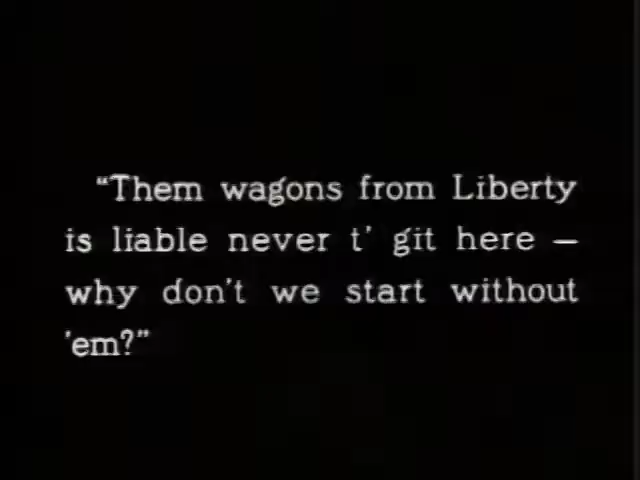 “Them wagons from Liberty
is liable never t' git here —
why don't we start without
'em?”